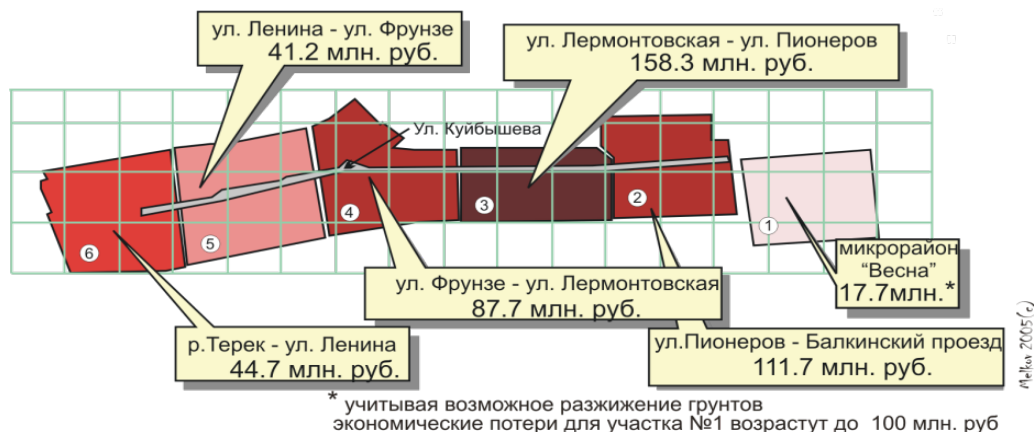 ул. Ленина - ул. Фрунзе
41.2 млн. руб.
ул. Лермонтовская - ул. Пионеров
158.3 млн. руб.
Ул. Куйбышева
6
5
4
3
2
1
микрорайон
"Весна"
17.7млн.*
ул. Фрунзе - ул. Лермонтовская
87.7 млн. руб.
р.Терек - ул. Ленина
44.7 млн. руб.
ул.Пионеров - Балкинский проезд
111.7 млн. руб.
* учитывая возможное разжижение грунтов
экономические потери для участка №1 возрастут до 100 млн. руб
2005(c)